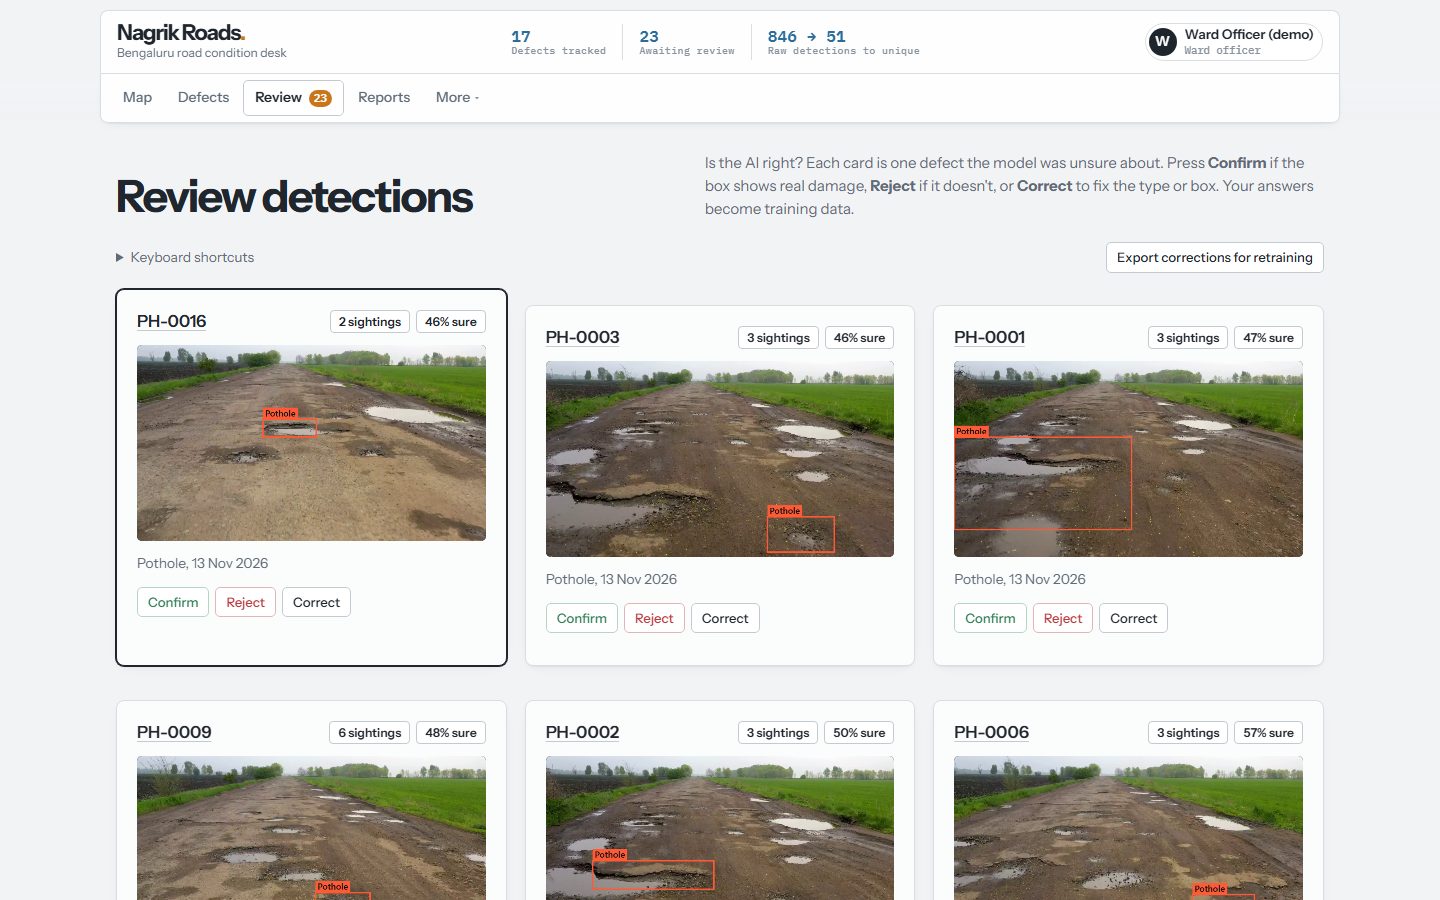 Nagrik Roads.
Bengaluru road condition desk
17
Defects tracked
23
Awaiting review
846 → 51
Raw detections to unique
W
Ward Officer (demo)
Ward officer
Map
Defects
Review 23
Reports
More
Review detections
Is the AI right? Each card is one defect the model was unsure about. Press Confirm if the
box shows real damage, Reject if it doesn't, or Correct to fix the type or box. Your answers
become training data.
Keyboard shortcuts
Export corrections for retraining
PH-0016
2 sightings
46% sure
Pothole
Pothole, 13 Nov 2026
Confirm
Reject
Correct
PH-0003
3 sightings
46% sure
Pothole
Pothole, 13 Nov 2026
Confirm
Reject
Correct
PH-0001
3 sightings
47% sure
Pothole
Pothole, 13 Nov 2026
Confirm
Reject
Correct
PH-0009
6 sightings
48% sure
Pothole
PH-0002
3 sightings
50% sure
Pothole
PH-0006
3 sightings
57% sure
Pothole